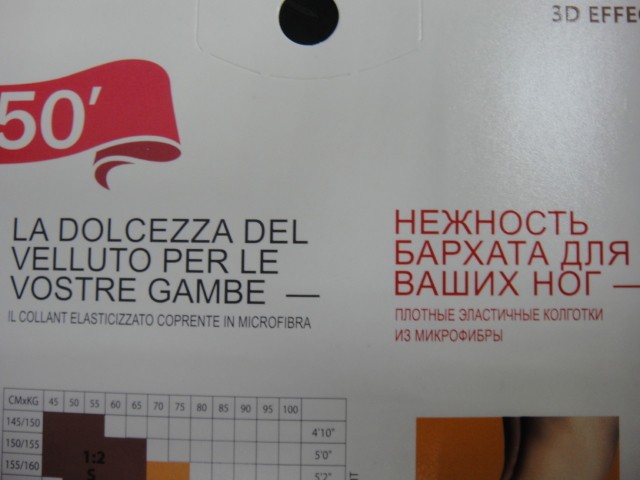 3D
50'
LA DOLCEZZA DEL
VELLUTO PER LE
VOSTRE GAMBE —
IL COLLANT ELASTICIZZATO COPRENTE IN MICROFIBRA
НЕЖНОСТЬ
БАРХАТА ДЛЯ
ВАШИХ НОГ —
ПЛОТНЫЕ ЭЛАСТИЧНЫЕ КОЛГОТКИ
ИЗ МИКРОФИБРЫ
CMxKG 45 50 55 60 65 70 75 80 85 90 95 100
145/150 4'10"
150/155 5'0"
155/160 1:2 5'2"
S